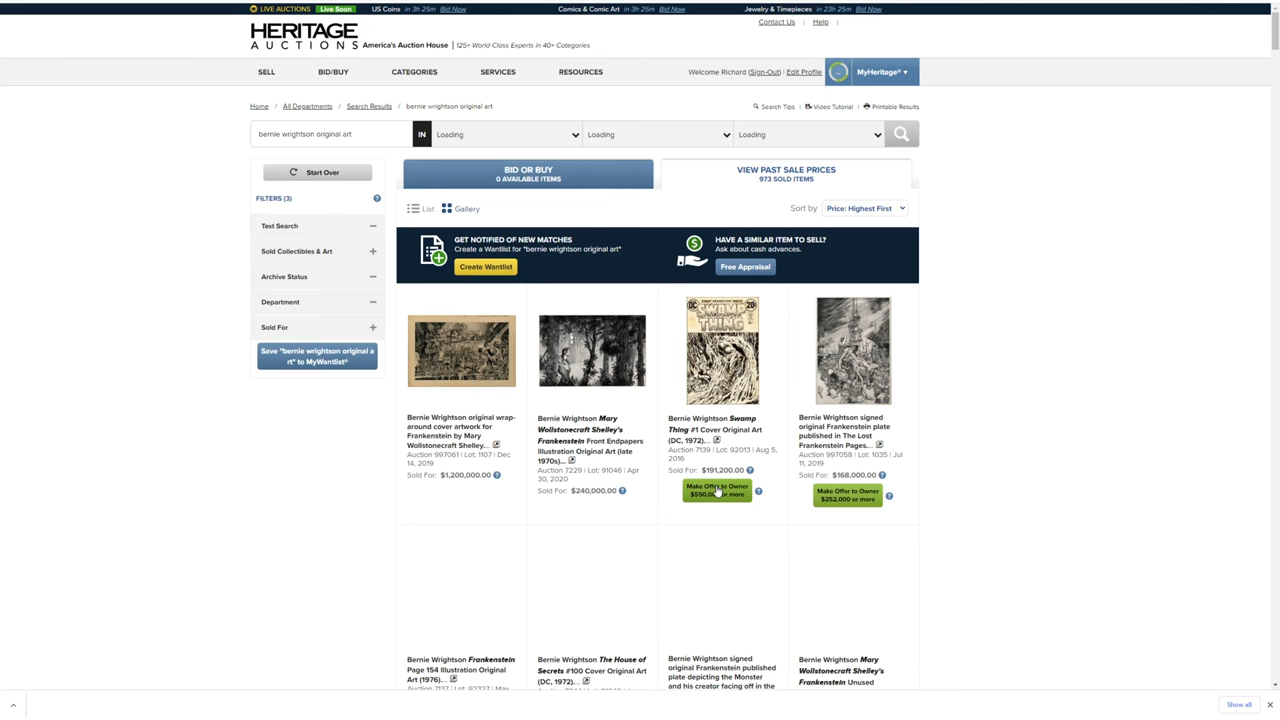 LIVE AUCTIONS Live Soon US Coins in 3h 25m Bid Now Comics & Comic Art in 3h 25m Bid Now Jewelry & Timepieces in 23h 25m Bid Now
Contact Us | Help |
HERITAGE
AUCTIONS America's Auction House | 125+ World-Class Experts in 40+ Categories
SELL BID/BUY CATEGORIES SERVICES RESOURCES Welcome Richard (Sign-Out) | Edit Profile MyHeritage® ▾
Home / All Departments / Search Results / bernie wrightson original art Search Tips | Video Tutorial | Printable Results
bernie wrightson original art IN Loading Loading Loading
Start Over
BID OR BUY
0 AVAILABLE ITEMS
VIEW PAST SALE PRICES
973 SOLD ITEMS
FILTERS (3) ?
List Gallery Sort by Price: Highest First
Text Search
Sold Collectibles & Art
Archive Status
Department
Sold For
Save "bernie wrightson original a
rt" to MyWantlist®
GET NOTIFIED OF NEW MATCHES
Create a Wantlist for "bernie wrightson original art"
Create Wantlist
HAVE A SIMILAR ITEM TO SELL?
Ask about cash advances.
Free Appraisal
DC
20¢
SWAMP
THING
Bernie Wrightson original wrap-
around cover artwork for
Frankenstein by Mary
Wollstonecraft Shelley...
Auction 997061 | Lot: 1107 | Dec
14, 2019
Sold For: $1,200,000.00 ?
Bernie Wrightson Mary
Wollstonecraft Shelley's
Frankenstein Front Endpapers
Illustration Original Art (late
1970s)...
Auction 7229 | Lot: 91046 | Apr
30, 2020
Sold For: $240,000.00 ?
Bernie Wrightson Swamp
Thing #1 Cover Original Art
(DC, 1972)...
Auction 7139 | Lot: 92013 | Aug 5,
2016
Sold For: $191,200.00 ?
Make Offer to Owner
or more ?
Bernie Wrightson signed
original Frankenstein plate
published in The Lost
Frankenstein Pages...
Auction 997058 | Lot: 1035 | Jul
11, 2019
Sold For: $168,000.00 ?
Make Offer to Owner
$252,000 or more ?
Bernie Wrightson Frankenstein
Page 154 Illustration Original
Art (1976)...
Bernie Wrightson The House of
Secrets #100 Cover Original Art
(DC, 1972)...
Bernie Wrightson signed
original Frankenstein published
plate depicting the Monster
and his creator facing off in the
Bernie Wrightson Mary
Wollstonecraft Shelley's
Frankenstein Unused
Show all